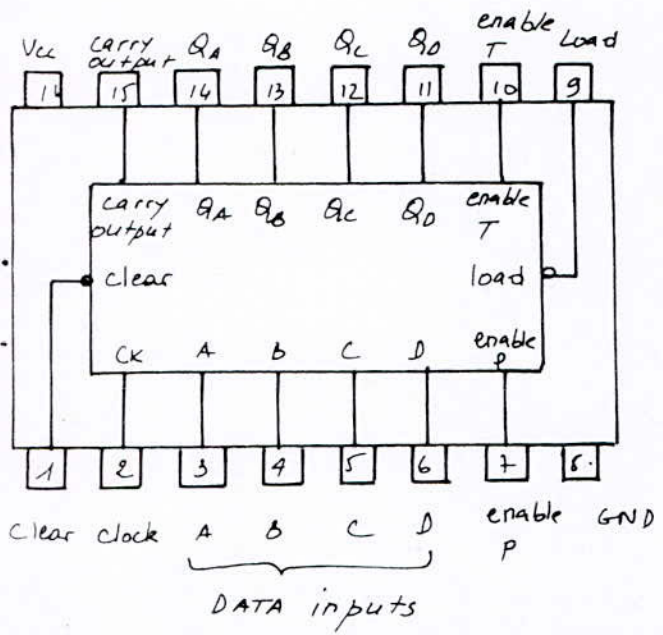 Vcc carry output QA QB QC QD enable T Load
16 15 14 13 12 11 10 9
carry output QA QB QC QD enable T
clear load
CK A B C D enable P
1 2 3 4 5 6 7 8
Clear clock A B C D enable P GND
DATA inputs